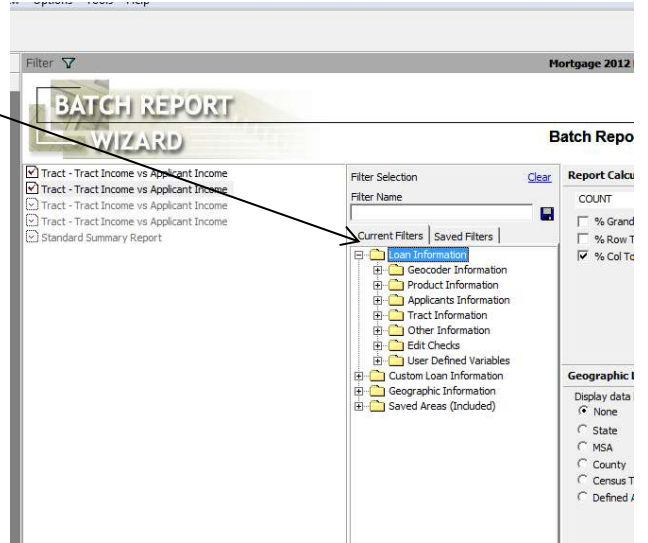 Options Tools Help
Filter
Mortgage 2012
BATCH REPORT
WIZARD
Batch Repo
Tract - Tract Income vs Applicant Income
Tract - Tract Income vs Applicant Income
Tract - Tract Income vs Applicant Income
Tract - Tract Income vs Applicant Income
Standard Summary Report
Filter Selection Clear
Filter Name
Current Filters Saved Filters
Loan Information
Geocoder Information
Product Information
Applicants Information
Tract Information
Other Information
Edit Checks
User Defined Variables
Custom Loan Information
Geographic Information
Saved Areas (Included)
Report Calcu
COUNT
% Grand
% Row T
% Col To
Geographic
Display data
None
State
MSA
County
Census T
Defined A